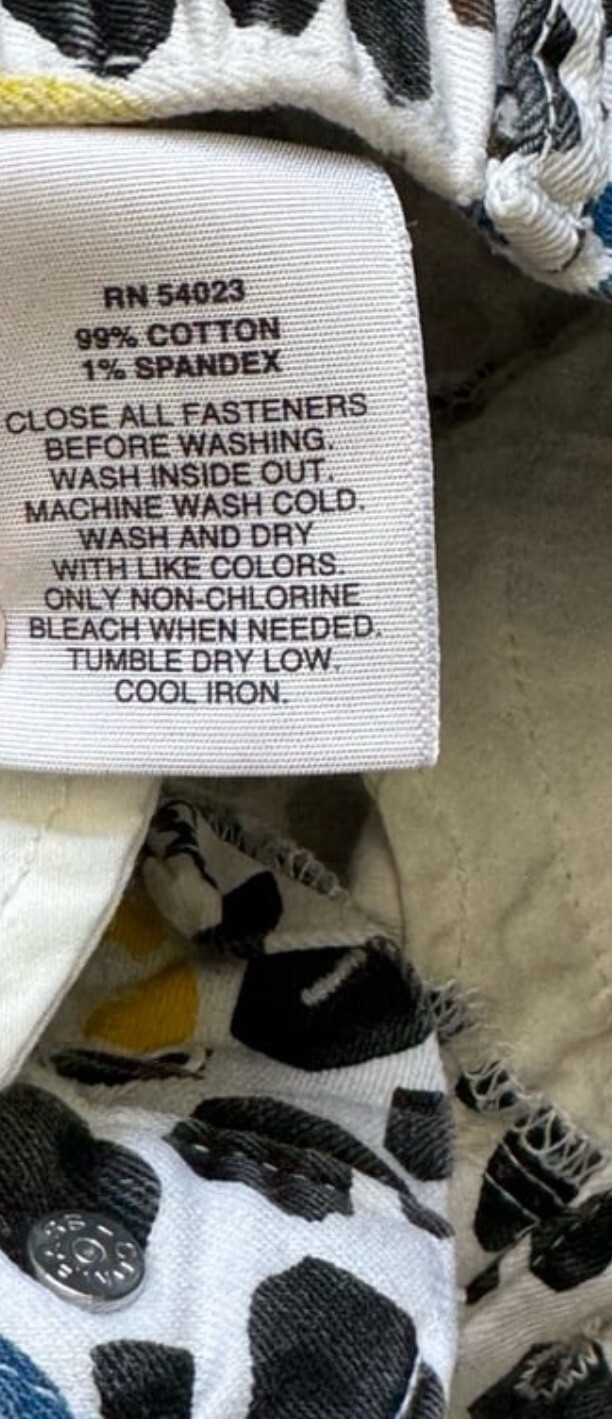 RN 54023
99% COTTON
1% SPANDEX
CLOSE ALL FASTENERS
BEFORE WASHING.
WASH INSIDE OUT.
MACHINE WASH COLD.
WASH AND DRY
WITH LIKE COLORS.
ONLY NON-CHLORINE
BLEACH WHEN NEEDED.
TUMBLE DRY LOW.
COOL IRON.